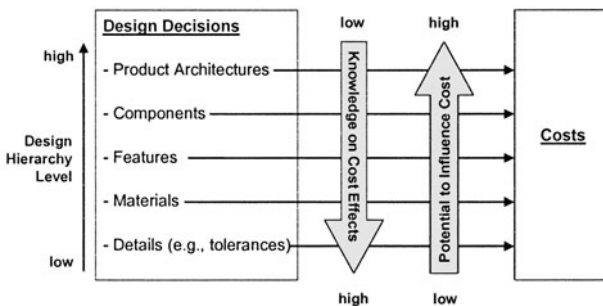 Design Decisions
low
high
high
- Product Architectures
- Components
Design
Hierarchy
Level
- Features
- Materials
- Details (e.g., tolerances)
low
Knowledge on Cost Effects
Potential to Influence Cost
Costs
high
low